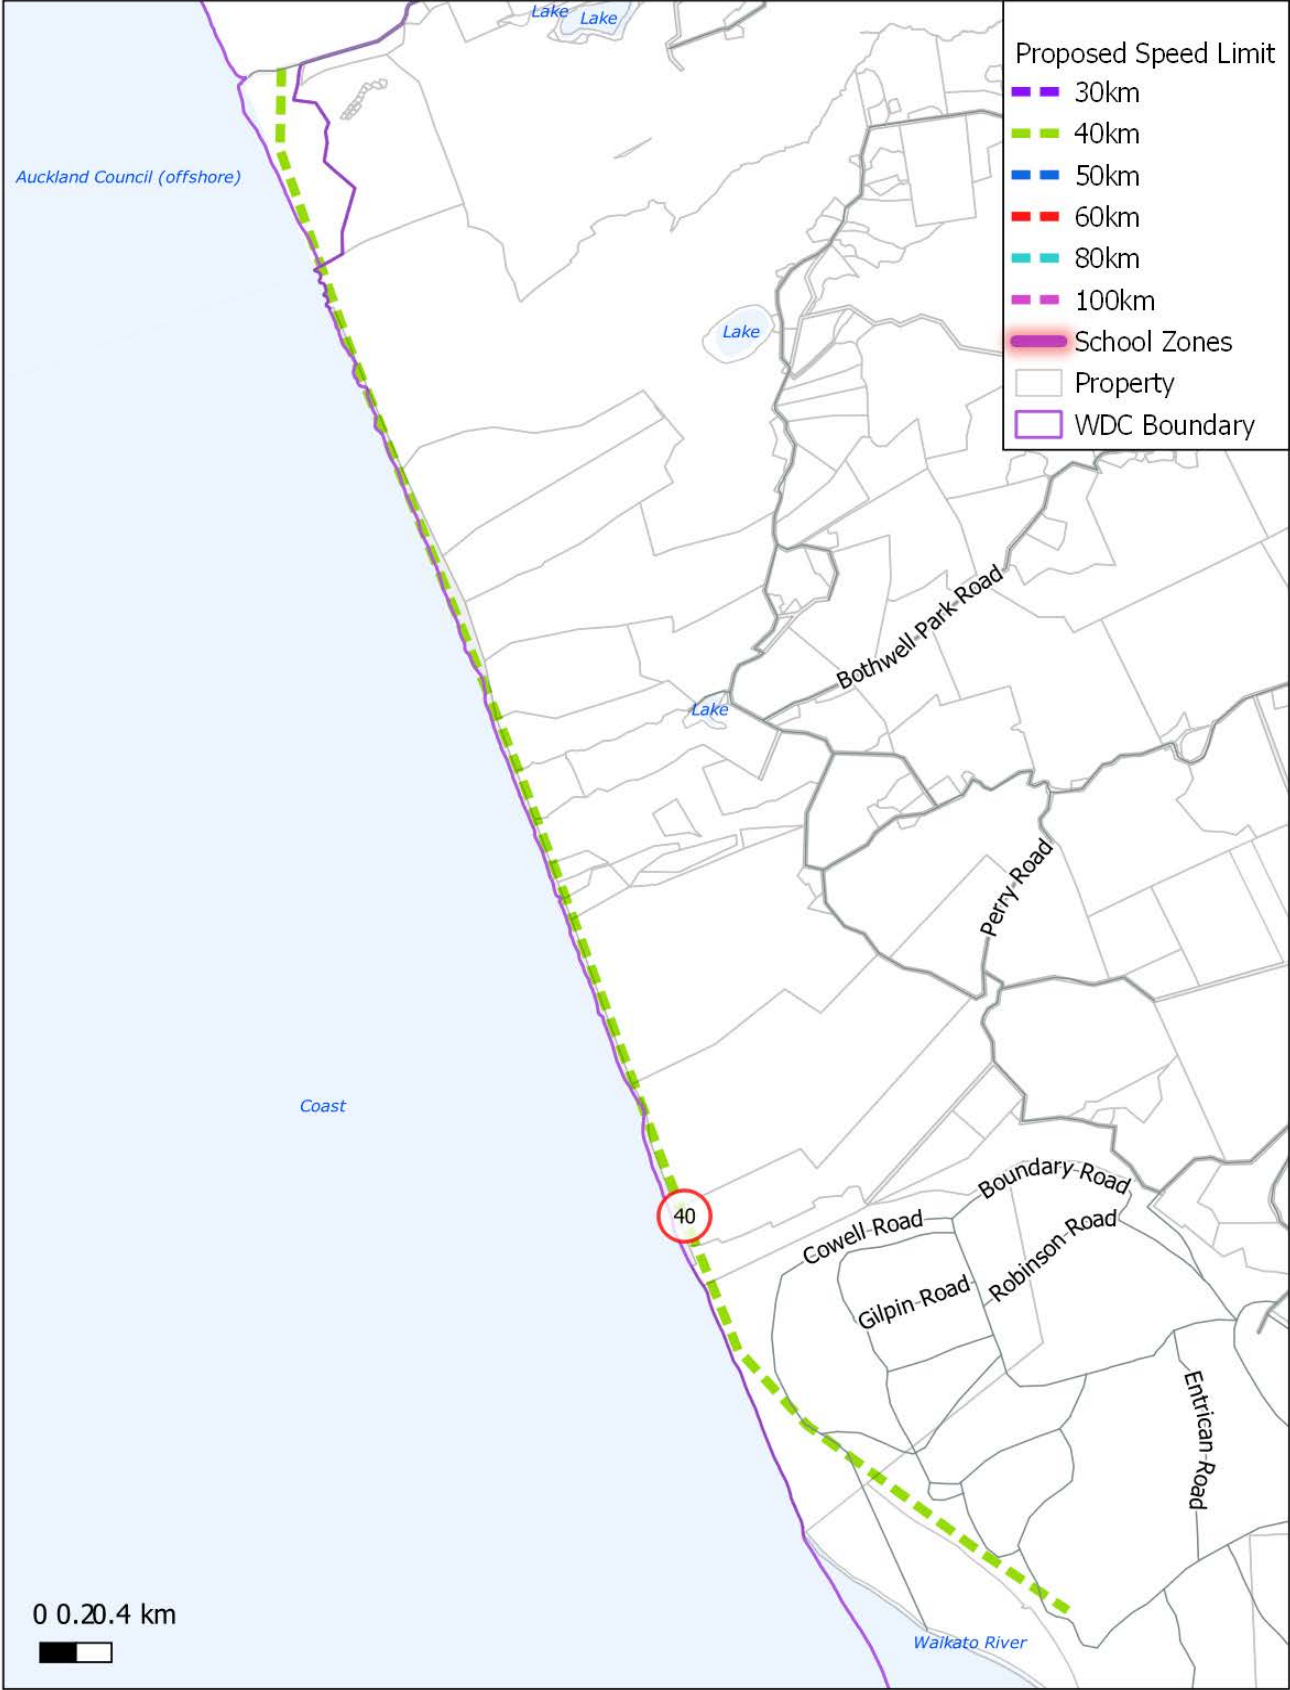 Lake
Lake
Proposed Speed Limit
30km
40km
50km
60km
80km
100km
School Zones
Property
WDC Boundary
Auckland Council (offshore)
Lake
Bothwell-Park-Road
Lake
Perry-Road
Coast
Boundary-Road
40
Cowell-Road
Robinson-Road
Gilpin-Road
Entrican-Road
0 0.20.4 km
Waikato River